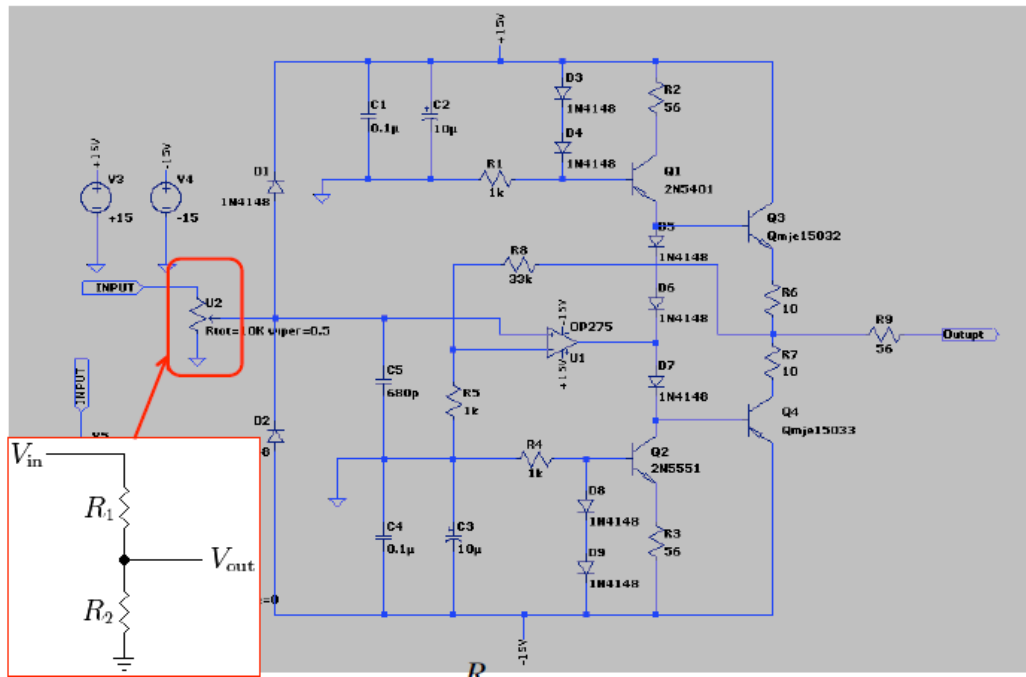 +15V
D3
1N4148
R2
56
C1
0.1µ
C2
10µ
D4
1N4148
R1
1k
Q1
2N5401
+15V
-15V
V3
+15
V4
-15
D1
1N4148
D5
1N4148
Q3
Qmje15032
R8
33k
D6
1N4148
R6
10
INPUT
U2
Rtot=10K wiper=0.5
-15V
OP275
U1
+15V
R9
56
Outupt
D7
1N4148
R7
10
INPUT
C5
680p
R5
1k
Q4
Qmje15033
D2
8
R4
1k
Q2
2N5551
D8
1N4148
C4
0.1µ
C3
10µ
D9
1N4148
R3
56
Vin
R1
Vout
R2
=0
-15V
R